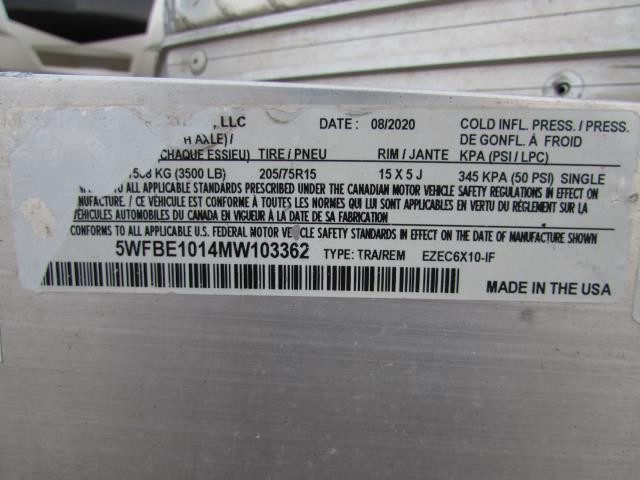 , LLC DATE: 08/2020 COLD INFL. PRESS. / PRESS.
H AXLE) / DE GONFL. À FROID
(CHAQUE ESSIEU) TIRE / PNEU RIM / JANTE KPA (PSI / LPC)
KG (3500 LB) 205/75R15 15 X 5 J 345 KPA (50 PSI) SINGLE
TO ALL APPLICABLE STANDARDS PRESCRIBED UNDER THE CANADIAN MOTOR VEHICLE SAFETY REGULATIONS IN EFFECT
MANUFACTURE. / CE VÉHICULE EST CONFORME À TOUTES LES NORMES QUI LUI SONT APPLICABLES EN VERTU DU RÈGLEMENT SUR LA
VÉHICULES AUTOMOBILES DU CANADA EN VIGUEUR À LA DATE DE SA FABRICATION
TO ALL APPLICABLE U.S. FEDERAL MOTOR VEHICLE SAFETY STANDARDS IN EFFECT ON THE DATE OF MANUFACTURE SHOWN ABOVE.
5WFBE1014MW103362 TYPE: TRA/REM EZEC6X10-IF
MADE IN THE USA